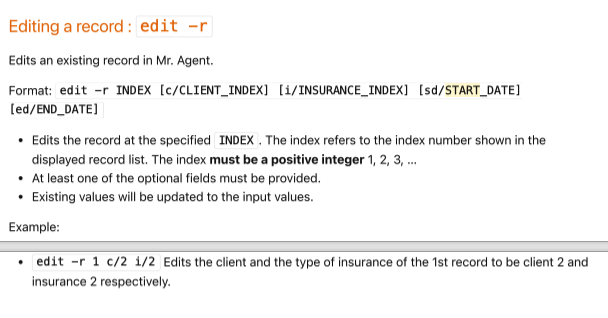 Editing a record : edit -r
Edits an existing record in Mr. Agent.
Format: edit -r INDEX [c/CLIENT_INDEX] [i/INSURANCE_INDEX] [sd/START_DATE]
[ed/END_DATE]
• Edits the record at the specified INDEX . The index refers to the index number shown in the
displayed record list. The index must be a positive integer 1, 2, 3, ...
• At least one of the optional fields must be provided.
• Existing values will be updated to the input values.
Example:
• edit -r 1 c/2 i/2 Edits the client and the type of insurance of the 1st record to be client 2 and
insurance 2 respectively.